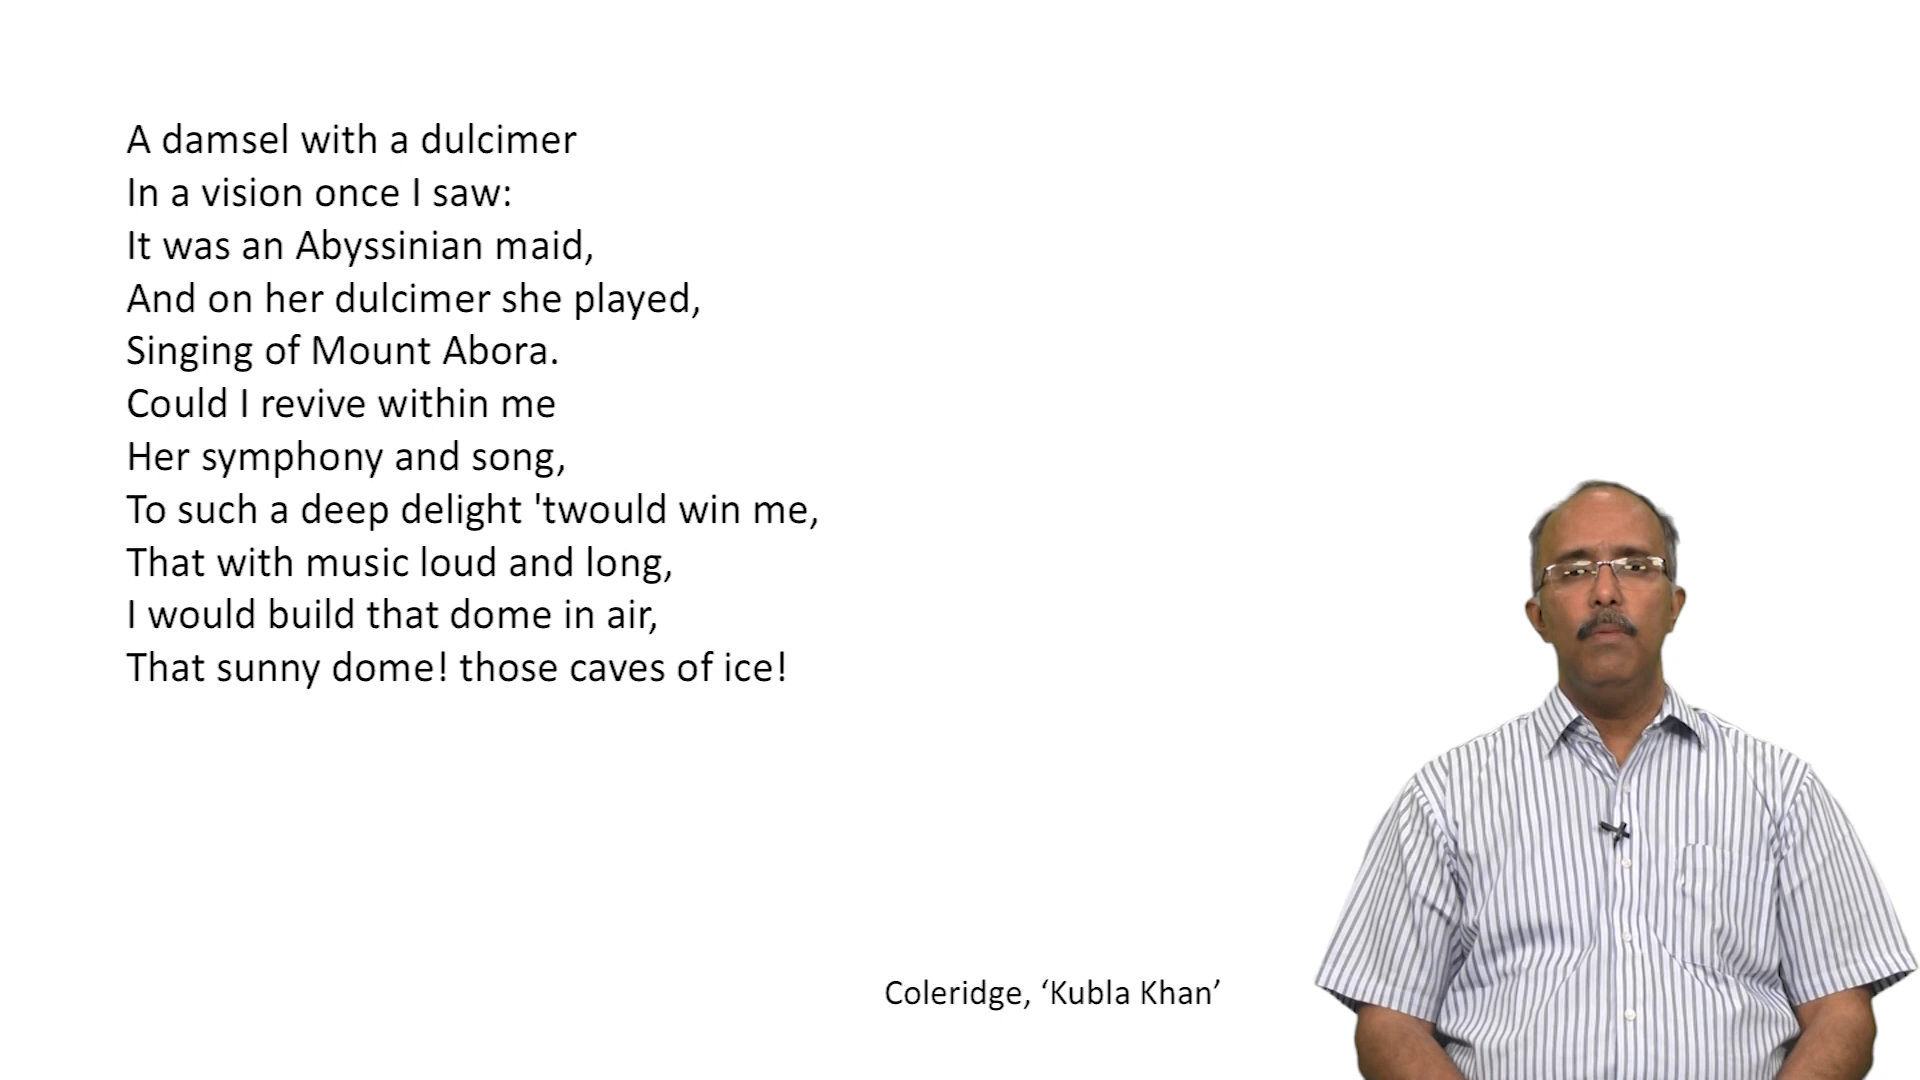 A damsel with a dulcimer
In a vision once I saw:
It was an Abyssinian maid,
And on her dulcimer she played,
Singing of Mount Abora.
Could I revive within me
Her symphony and song,
To such a deep delight 'twould win me,
That with music loud and long,
I would build that dome in air,
That sunny dome! those caves of ice!
Coleridge, ‘Kubla Khan’